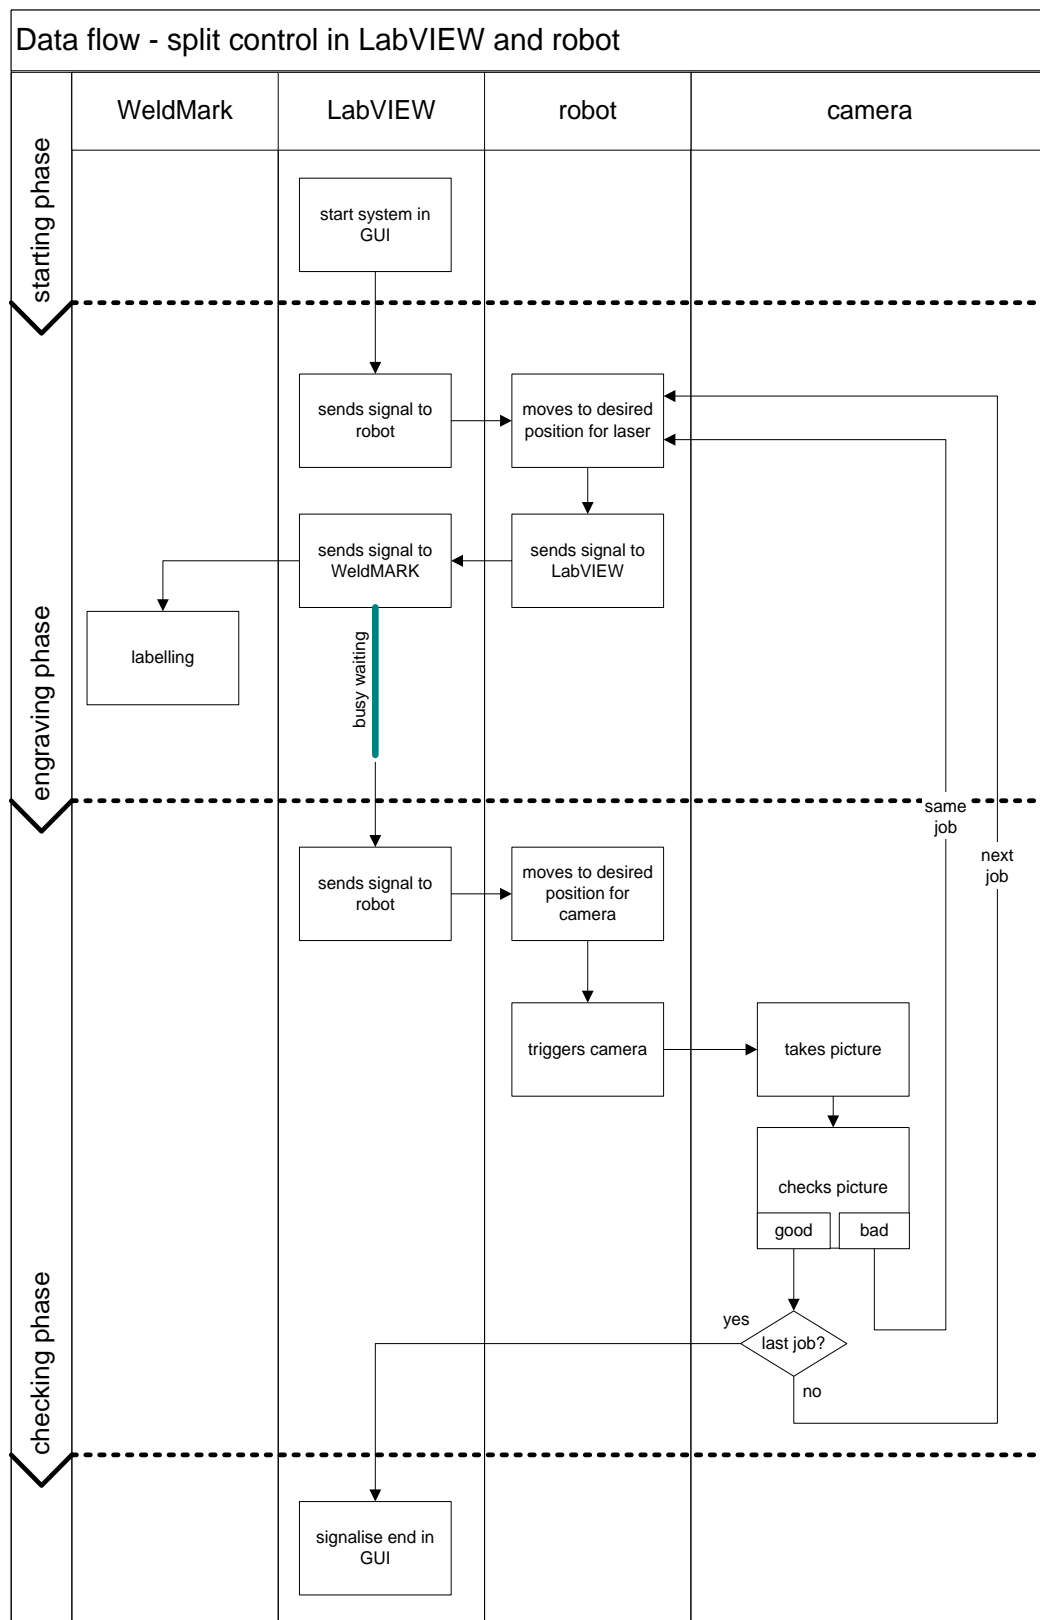 Data flow - split control in LabVIEW and robot
WeldMark
LabVIEW
robot
camera
starting phase
start system in
GUI
engraving phase
sends signal to
robot
moves to desired
position for laser
sends signal to
WeldMARK
sends signal to
LabVIEW
labelling
busy waiting
same
job
next
job
checking phase
sends signal to
robot
moves to desired
position for
camera
triggers camera
takes picture
checks picture
good
bad
yes
last job?
no
signalise end in
GUI